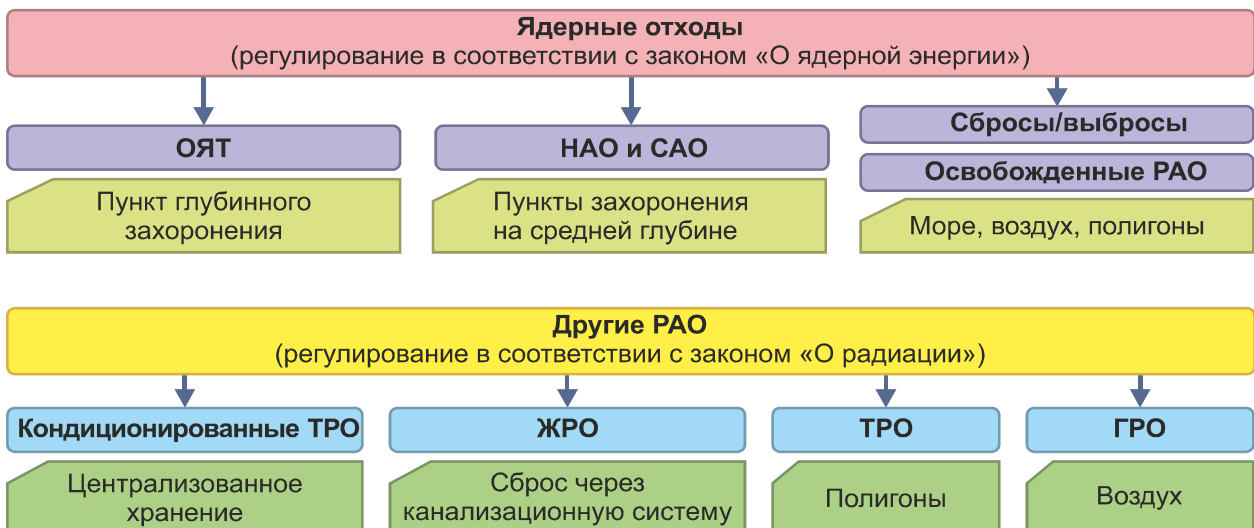 Ядерные отходы
(регулирование в соответствии с законом «О ядерной энергии»)
ОЯТ
Пункт глубинного
захоронения
НАО и САО
Пункты захоронения
на средней глубине
Сбросы/выбросы
Освобожденные РАО
Море, воздух, полигоны
Другие РАО
(регулирование в соответствии с законом «О радиации»)
Кондиционированные ТРО
Централизованное
хранение
ЖРО
Сброс через
канализационную систему
ТРО
Полигоны
ГРО
Воздух